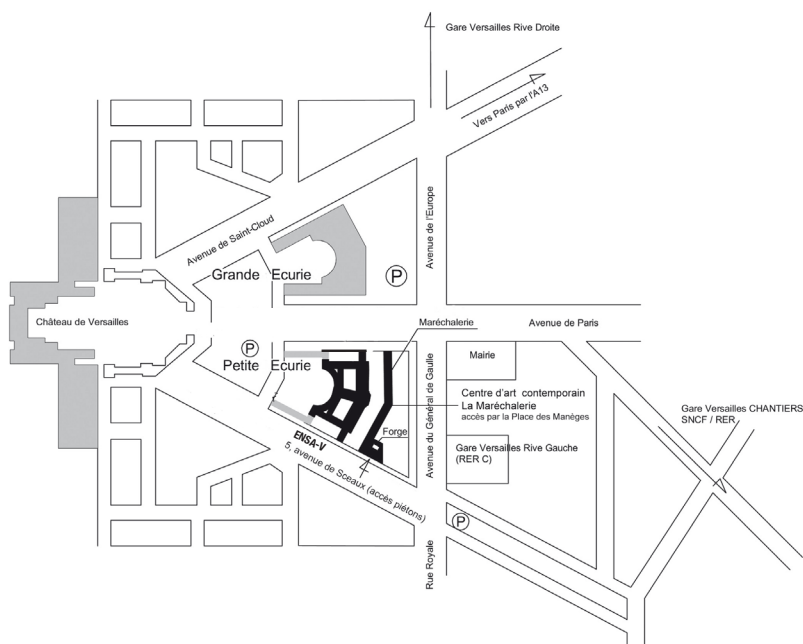 Gare Versailles Rive Droite
Vers Paris par l'A13
Avenue de l'Europe
Avenue de Saint-Cloud
Grande Ecurie
P
Château de Versailles
Maréchalerie
Avenue de Paris
P
Petite Ecurie
Mairie
Avenue du Général de Gaulle
Centre d'art contemporain
La Maréchalerie
accès par la Place des Manèges
Gare Versailles CHANTIERS
SNCF / RER
Forge
ENSA-V
5, avenue de Sceaux (accès piétons)
Gare Versailles Rive Gauche
(RER C)
P
Rue Royale